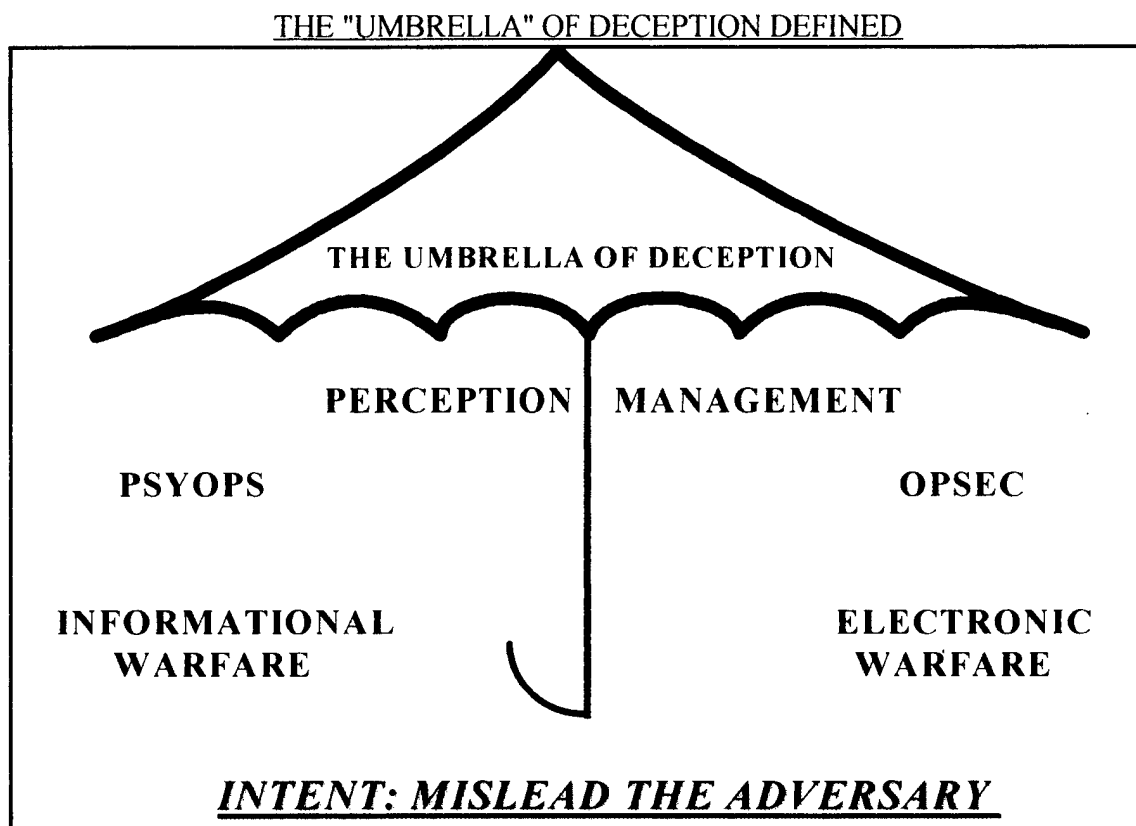 THE "UMBRELLA" OF DECEPTION DEFINED
THE UMBRELLA OF DECEPTION
PERCEPTION MANAGEMENT
PSYOPS OPSEC
INFORMATIONAL ELECTRONIC
WARFARE WARFARE
INTENT: MISLEAD THE ADVERSARY